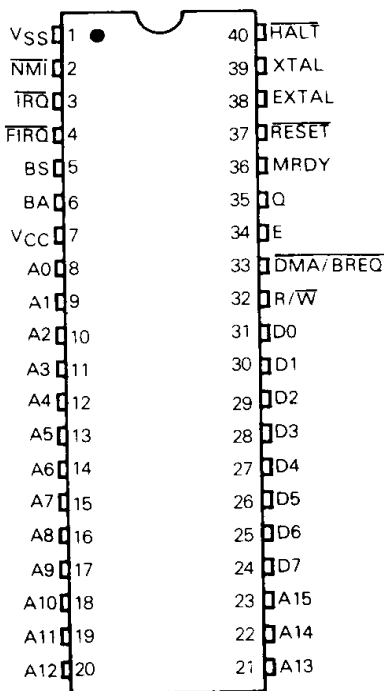 VSS 1 40 HALT
NMI 2 39 XTAL
IRQ 3 38 EXTAL
FIRQ 4 37 RESET
BS 5 36 MRDY
BA 6 35 Q
VCC 7 34 E
A0 8 33 DMA/BREQ
A1 9 32 R/W
A2 10 31 D0
A3 11 30 D1
A4 12 29 D2
A5 13 28 D3
A6 14 27 D4
A7 15 26 D5
A8 16 25 D6
A9 17 24 D7
A10 18 23 A15
A11 19 22 A14
A12 20 21 A13